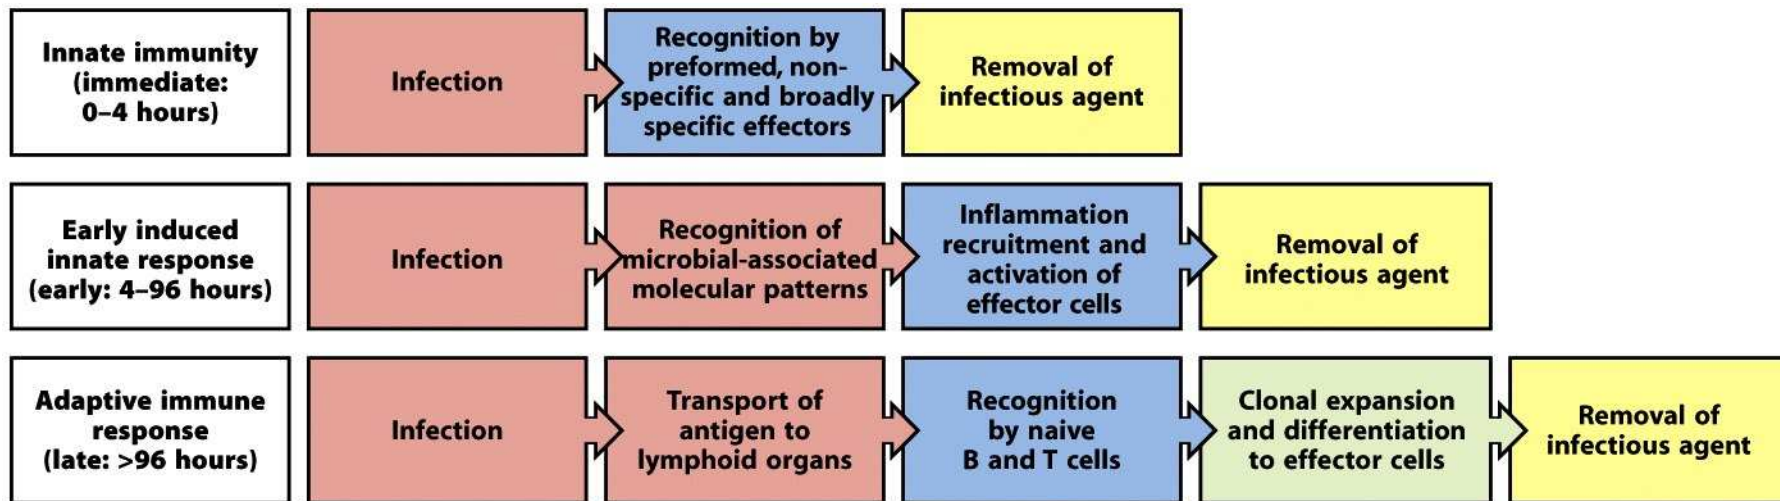 Innate immunity
(immediate:
0–4 hours)
Infection
Recognition by
preformed, non-
specific and broadly
specific effectors
Removal of
infectious agent
Early induced
innate response
(early: 4–96 hours)
Infection
Recognition of
microbial-associated
molecular patterns
Inflammation
recruitment and
activation of
effector cells
Removal of
infectious agent
Adaptive immune
response
(late: >96 hours)
Infection
Transport of
antigen to
lymphoid organs
Recognition
by naive
B and T cells
Clonal expansion
and differentiation
to effector cells
Removal of
infectious agent